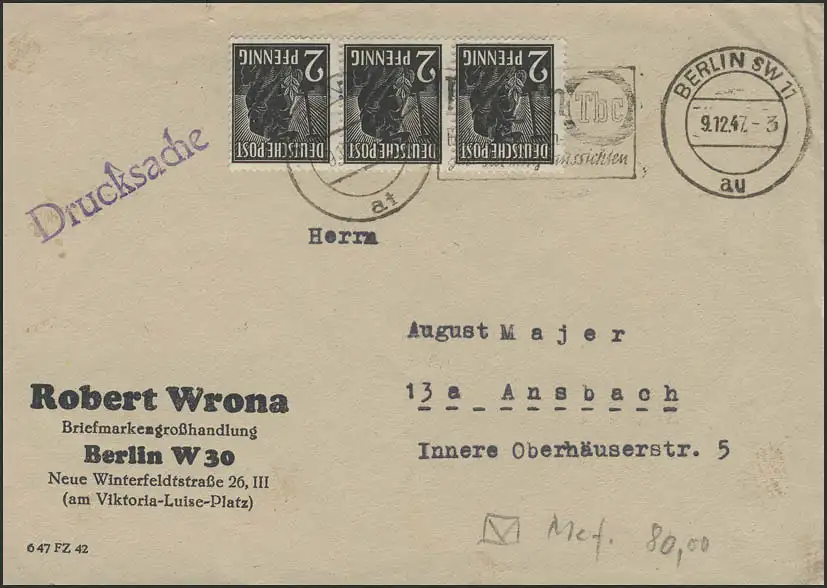 2 PFENNIG DEUTSCHE POST
2 PFENNIG DEUTSCHE POST
2 PFENNIG DEUTSCHE POST
Tbc
aussichten
at
BERLIN SW 11
9.12.47.-3
au
Drucksache
Herrn
August Majer
13a Ansbach
Innere Oberhäuserstr. 5
Robert Wrona
Briefmarkengroßhandlung
Berlin W 30
Neue Winterfeldtstraße 26, III
(am Viktoria-Luise-Platz)
6 47 FZ 42
Mef. 80,00